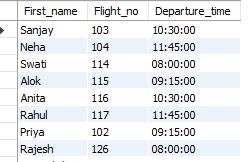 First_name Flight_no Departure_time
Sanjay 103 10:30:00
Neha 104 11:45:00
Swati 114 08:00:00
Alok 115 09:15:00
Anita 116 10:30:00
Rahul 117 11:45:00
Priya 102 09:15:00
Rajesh 126 08:00:00